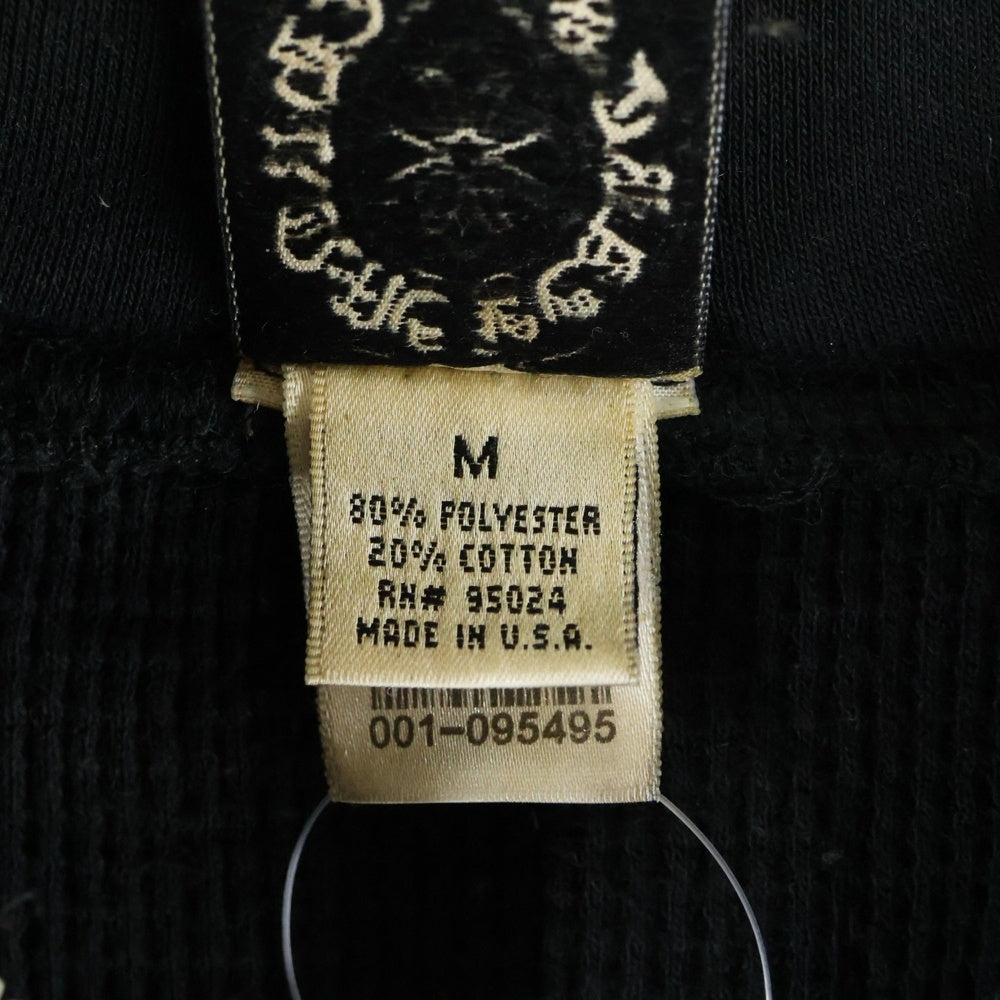 M
80% POLYESTER
20% COTTON
RN# 95024
MADE IN U.S.A.
001-095495